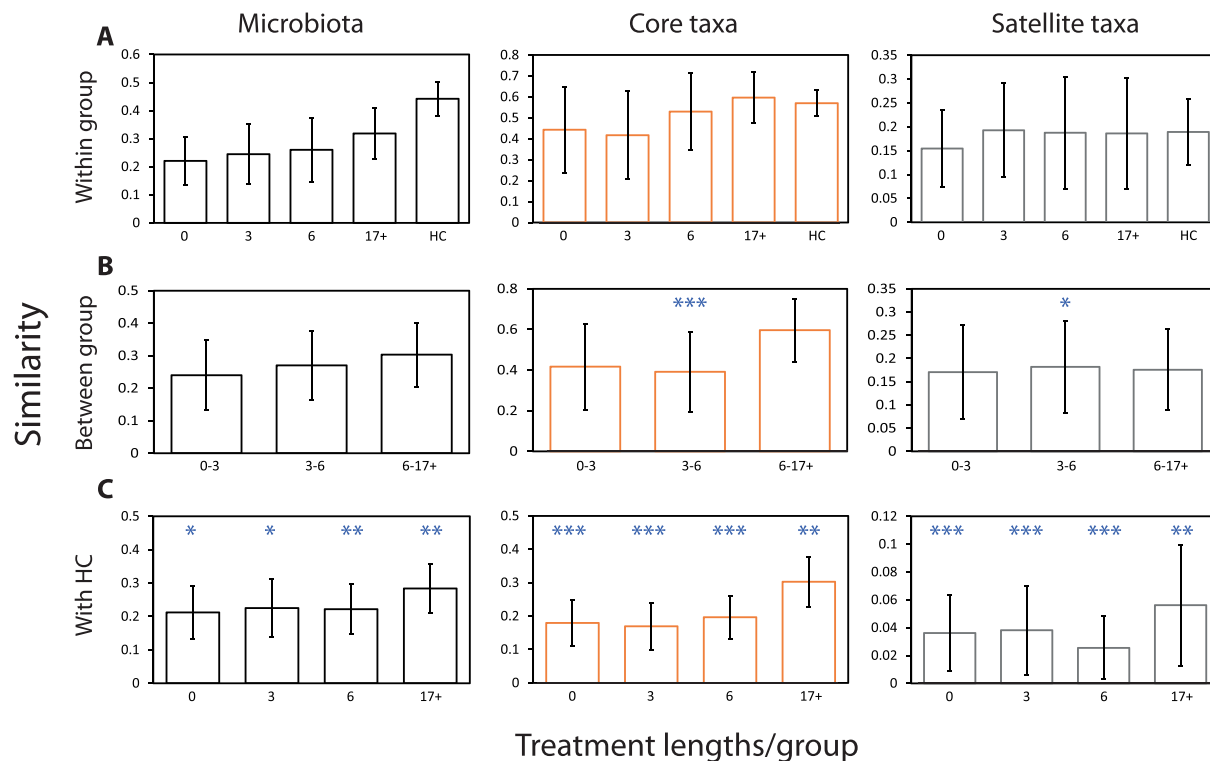 Microbiota Core taxa Satellite taxa
A
Within group
0.6 0.5 0.4 0.3 0.2 0.1 0
0 3 6 17+ HC
0.8 0.7 0.6 0.5 0.4 0.3 0.2 0.1 0
0 3 6 17+ HC
0.35 0.3 0.25 0.2 0.15 0.1 0.05 0
0 3 6 17+ HC
Similarity
B
Between group
0.5 0.4 0.3 0.2 0.1 0
0-3 3-6 6-17+
0.8 0.6 0.4 0.2 0
***
0-3 3-6 6-17+
0.35 0.3 0.25 0.2 0.15 0.1 0.05 0
*
0-3 3-6 6-17+
C
With HC
0.5 0.4 0.3 0.2 0.1 0
* * ** **
0 3 6 17+
0.5 0.4 0.3 0.2 0.1 0
*** *** *** **
0 3 6 17+
0.12 0.1 0.08 0.06 0.04 0.02 0
*** *** *** **
0 3 6 17+
Treatment lengths/group